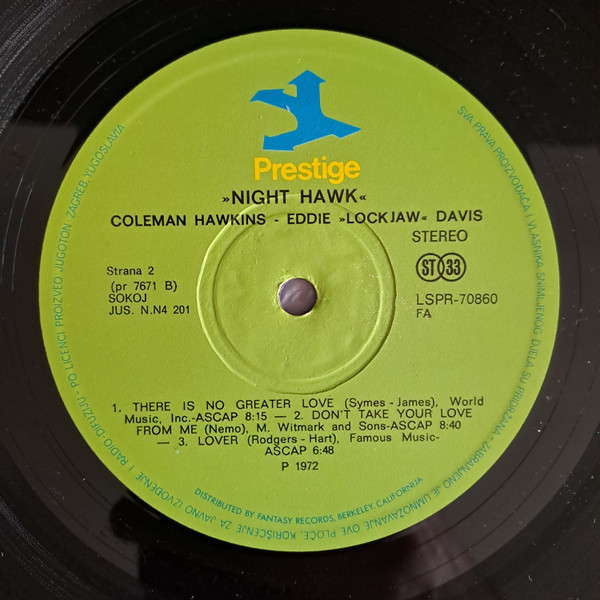 Prestige
»NIGHT HAWK«
COLEMAN HAWKINS - EDDIE »LOCKJAW« DAVIS
STEREO
Strana 2
(pr 7671 B)
SOKOJ
JUS. N.N4 201
ST 33
LSPR-70860
FA
1. THERE IS NO GREATER LOVE (Symes - James), World
Music, Inc.-ASCAP 8:15 — 2. DON'T TAKE YOUR LOVE
FROM ME (Nemo), M. Witmark and Sons-ASCAP 8:40
— 3. LOVER (Rodgers - Hart), Famous Music-
ASCAP 6:48
P 1972
DISTRIBUTED BY FANTASY RECORDS, BERKELEY, CALIFORNIJA
SVA PRAVA PROIZVOĐAČA I VLASNIKA SNIMLJENOG DJELA SU PRIDRŽANA - ZABRANJENO JE UMNOŽAVANJE OVE PLOČE, KORIŠĆENJE ZA JAVNO IZVOĐENJE I RADIO DIFUZIJU - PO LICENCI PROIZVEO JUGOTON ZAGREB, YUGOSLAVIA